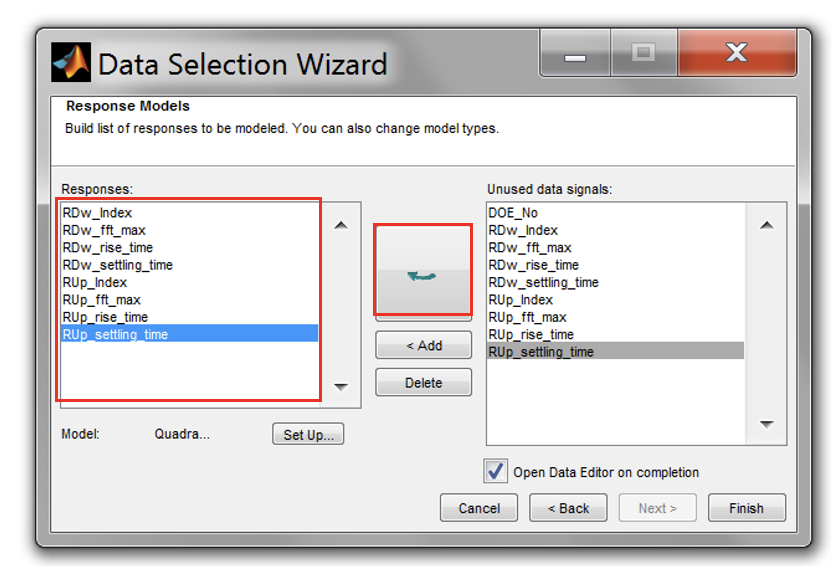 Data Selection Wizard
Response Models
Build list of responses to be modeled. You can also change model types.
Responses:
RDw_Index
RDw_fft_max
RDw_rise_time
RDw_settling_time
RUp_Index
RUp_fft_max
RUp_rise_time
RUp_settling_time
Model: Quadra...
Set Up...
< Add
Delete
Unused data signals:
DOE_No
RDw_Index
RDw_fft_max
RDw_rise_time
RDw_settling_time
RUp_Index
RUp_fft_max
RUp_rise_time
RUp_settling_time
Open Data Editor on completion
Cancel
< Back
Next >
Finish